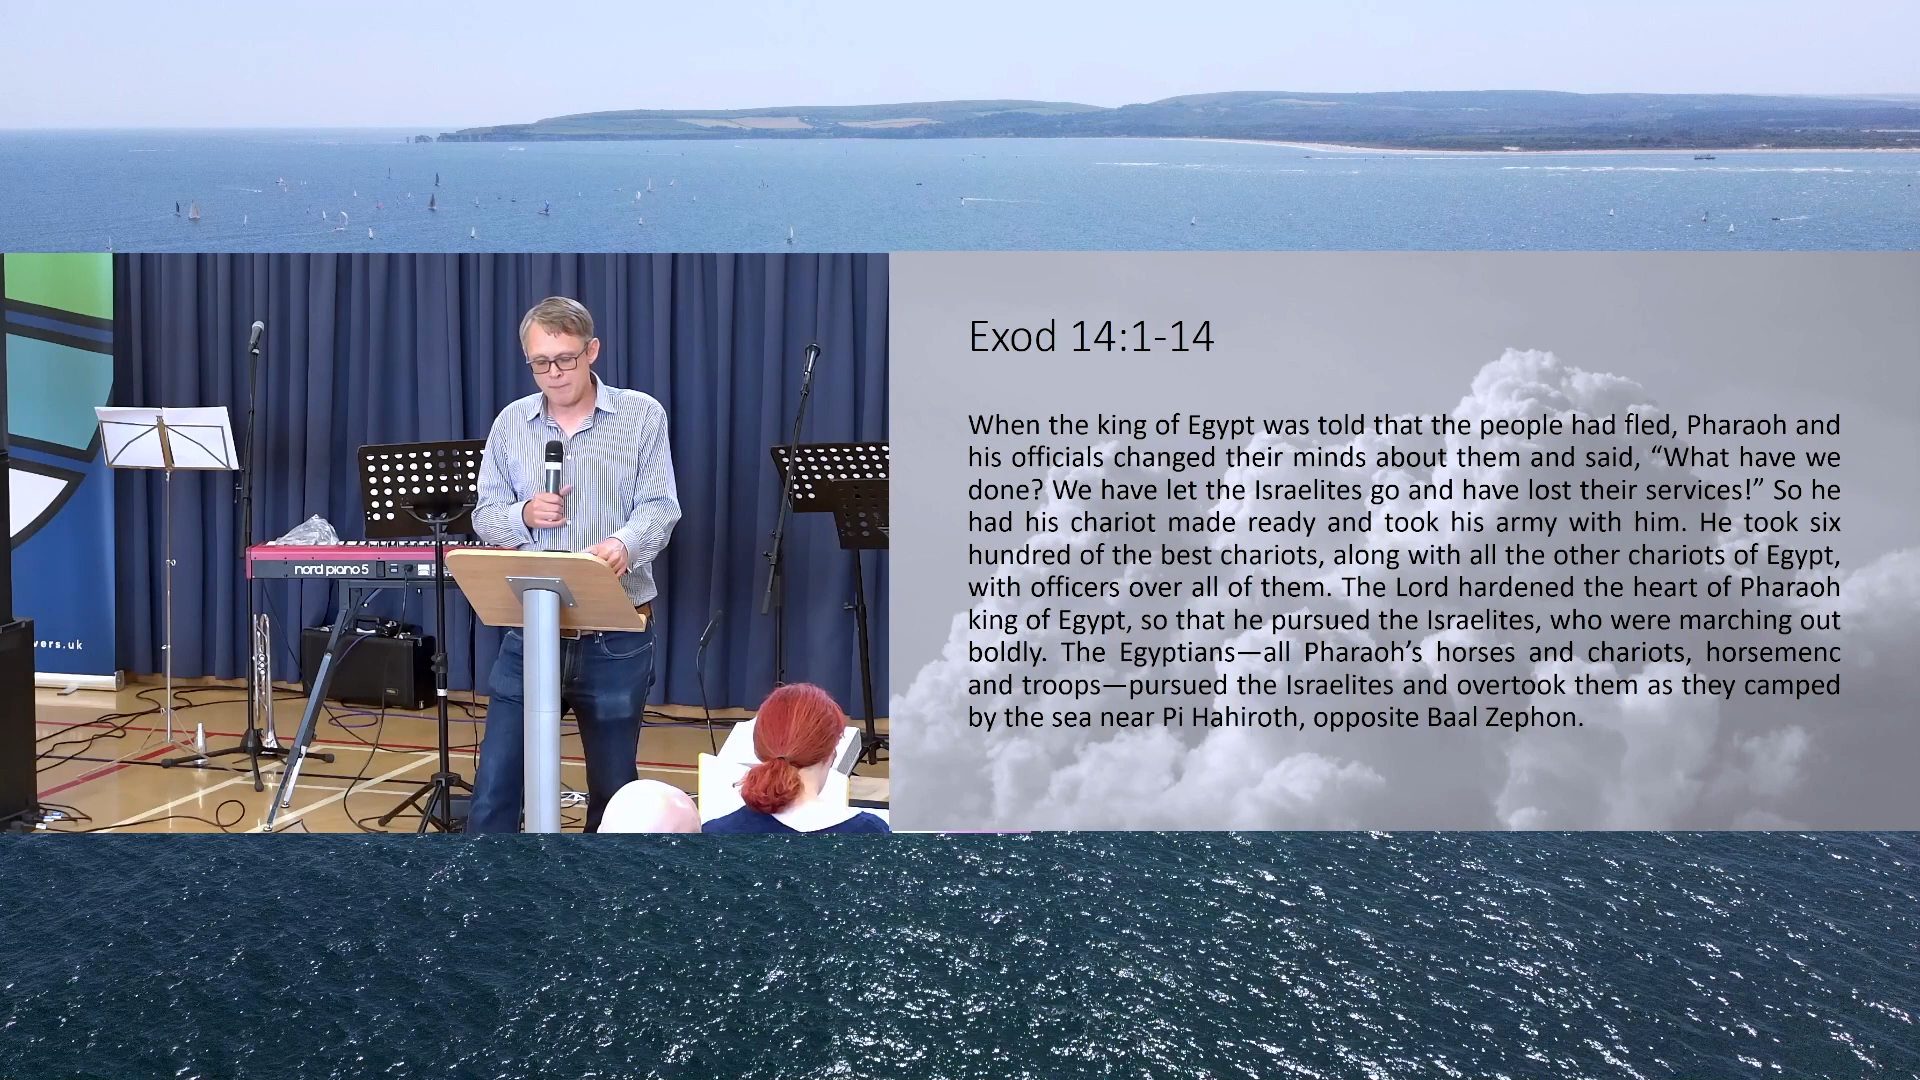 nord piano 5
vers.uk
Exod 14:1-14
When the king of Egypt was told that the people had fled, Pharaoh and
his officials changed their minds about them and said, “What have we
done? We have let the Israelites go and have lost their services!” So he
had his chariot made ready and took his army with him. He took six
hundred of the best chariots, along with all the other chariots of Egypt,
with officers over all of them. The Lord hardened the heart of Pharaoh
king of Egypt, so that he pursued the Israelites, who were marching out
boldly. The Egyptians—all Pharaoh’s horses and chariots, horsemenc
and troops—pursued the Israelites and overtook them as they camped
by the sea near Pi Hahiroth, opposite Baal Zephon.